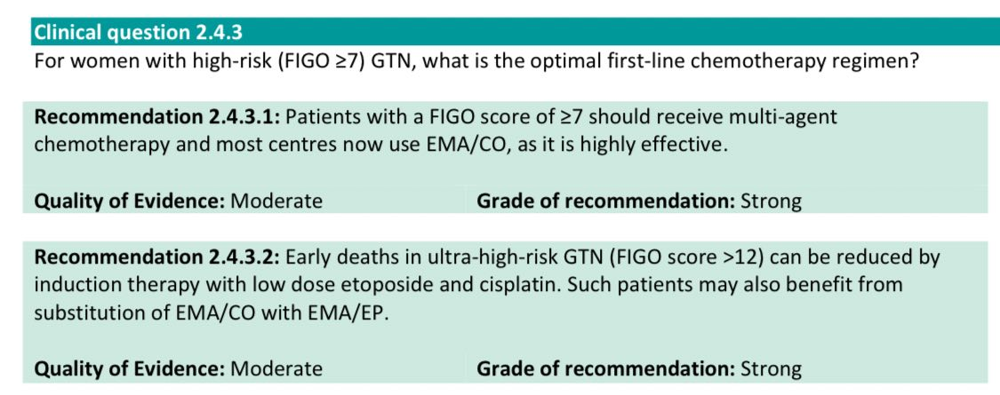 Clinical question 2.4.3
For women with high-risk (FIGO ≥7) GTN, what is the optimal first-line chemotherapy regimen?
Recommendation 2.4.3.1: Patients with a FIGO score of ≥7 should receive multi-agent
chemotherapy and most centres now use EMA/CO, as it is highly effective.
Quality of Evidence: Moderate Grade of recommendation: Strong
Recommendation 2.4.3.2: Early deaths in ultra-high-risk GTN (FIGO score >12) can be reduced by
induction therapy with low dose etoposide and cisplatin. Such patients may also benefit from
substitution of EMA/CO with EMA/EP.
Quality of Evidence: Moderate Grade of recommendation: Strong